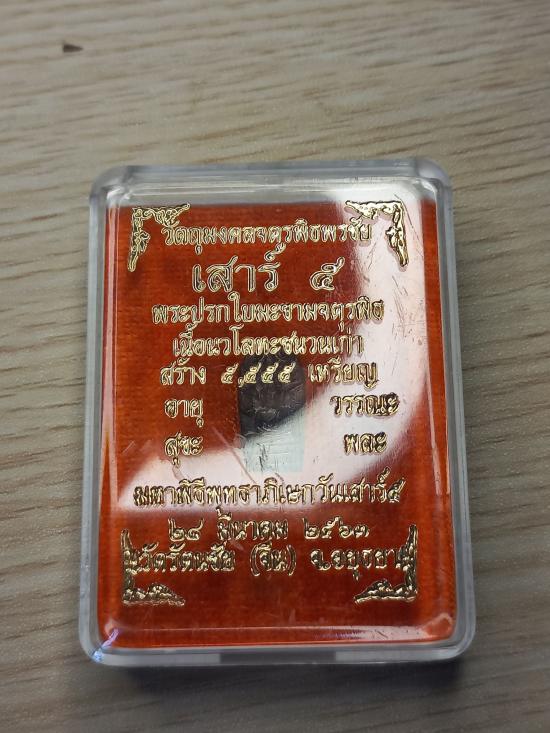 วัตถุมงคลจตุรพิธพรชัย
เสาร์ ๕
พระปรกใบมะขามจตุรพิธ
เนื้อนวโลหะชนวนเก่า
สร้าง ๕,๕๕๕ เหรียญ
อายุ วรรณะ
สุขะ พละ
มหาพิธีพุทธาภิเษกวันเสาร์๕
๒๘ มีนาคม ๒๕๖๓
วัดรัตนชัย (จีน) จ.อยุธยา